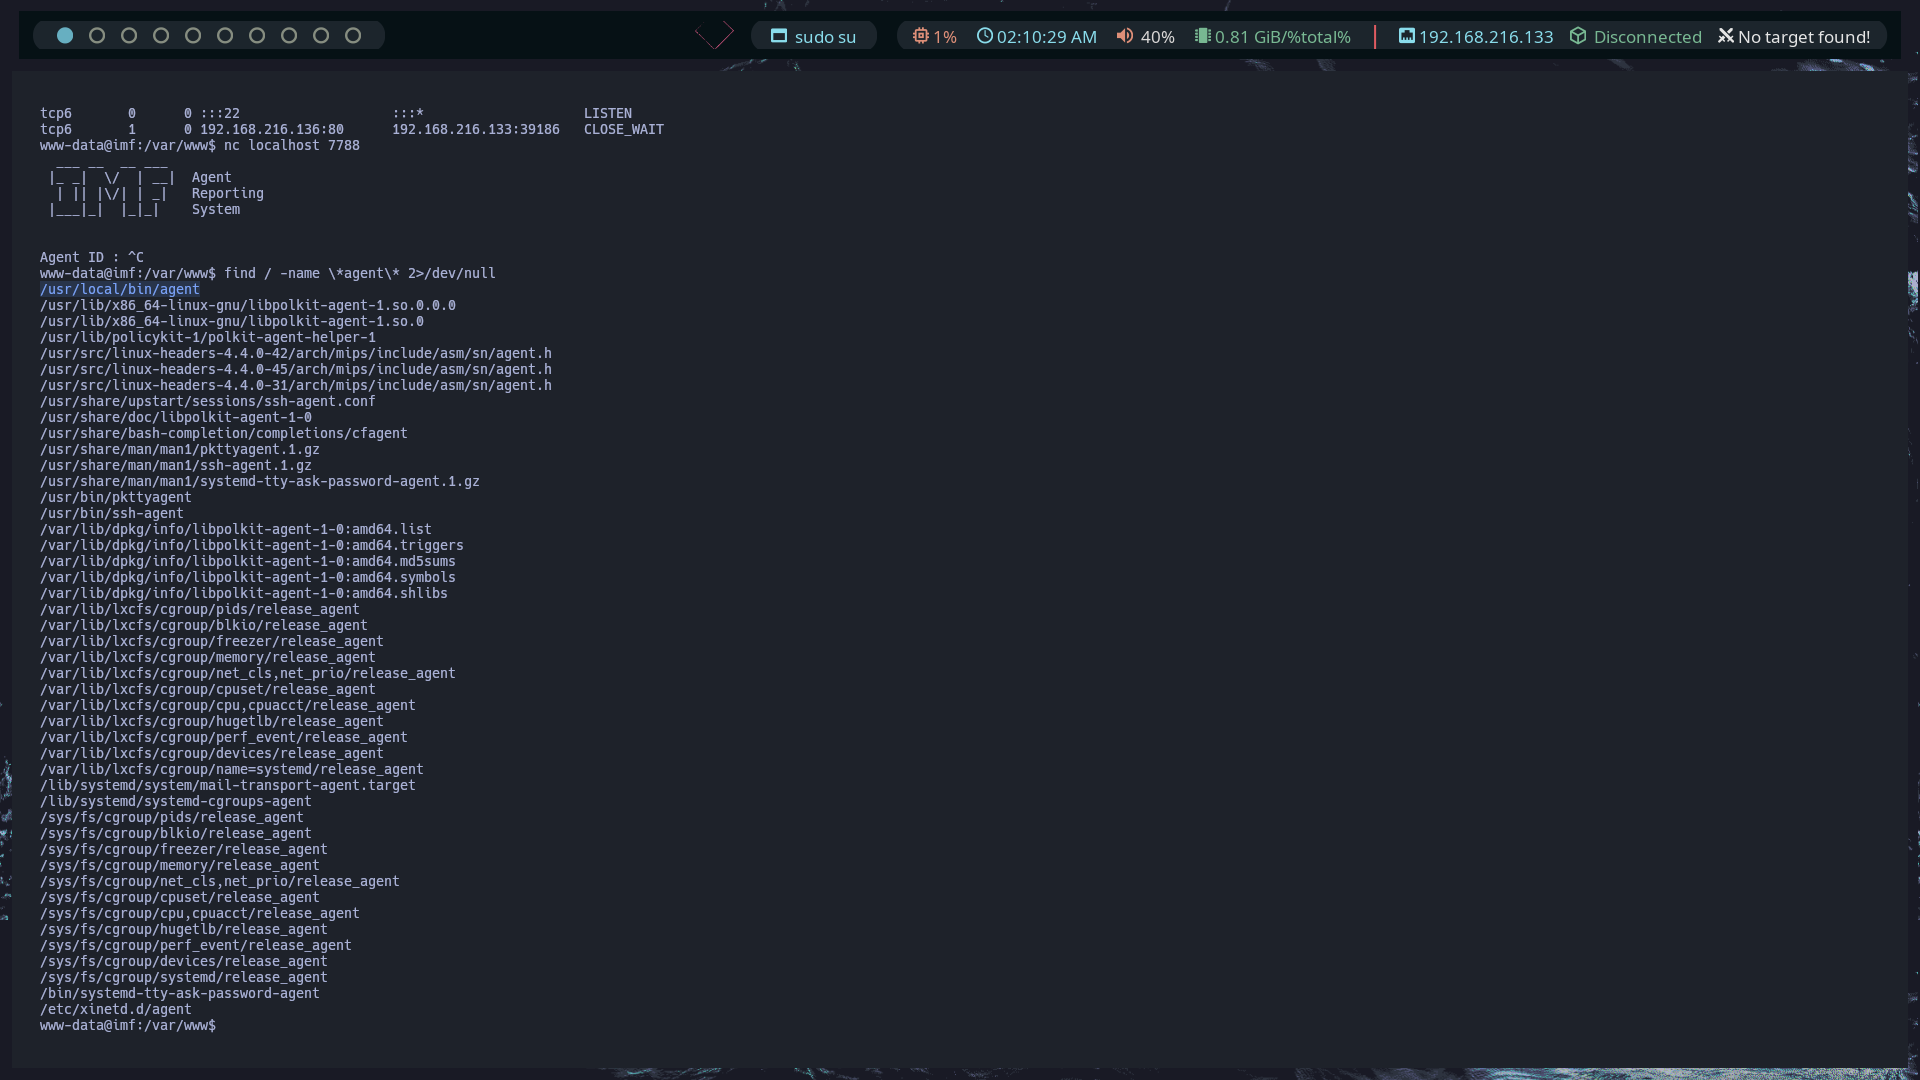 sudo su 1% 02:10:29 AM 40% 0.81 GiB/%total% | 192.168.216.133 Disconnected No target found!
tcp6       0      0 :::22                   :::*                    LISTEN
tcp6       1      0 192.168.216.136:80      192.168.216.133:39186   CLOSE_WAIT
www-data@imf:/var/www$ nc localhost 7788
  ___ __  __ ___
 |_ _|  \/  | __|  Agent
  | || |\/| | _|   Reporting
 |___|_|  |_|_|    System
Agent ID : ^C
www-data@imf:/var/www$ find / -name \*agent\* 2>/dev/null
/usr/local/bin/agent
/usr/lib/x86_64-linux-gnu/libpolkit-agent-1.so.0.0.0
/usr/lib/x86_64-linux-gnu/libpolkit-agent-1.so.0
/usr/lib/policykit-1/polkit-agent-helper-1
/usr/src/linux-headers-4.4.0-42/arch/mips/include/asm/sn/agent.h
/usr/src/linux-headers-4.4.0-45/arch/mips/include/asm/sn/agent.h
/usr/src/linux-headers-4.4.0-31/arch/mips/include/asm/sn/agent.h
/usr/share/upstart/sessions/ssh-agent.conf
/usr/share/doc/libpolkit-agent-1-0
/usr/share/bash-completion/completions/cfagent
/usr/share/man/man1/pkttyagent.1.gz
/usr/share/man/man1/ssh-agent.1.gz
/usr/share/man/man1/systemd-tty-ask-password-agent.1.gz
/usr/bin/pkttyagent
/usr/bin/ssh-agent
/var/lib/dpkg/info/libpolkit-agent-1-0:amd64.list
/var/lib/dpkg/info/libpolkit-agent-1-0:amd64.triggers
/var/lib/dpkg/info/libpolkit-agent-1-0:amd64.md5sums
/var/lib/dpkg/info/libpolkit-agent-1-0:amd64.symbols
/var/lib/dpkg/info/libpolkit-agent-1-0:amd64.shlibs
/var/lib/lxcfs/cgroup/pids/release_agent
/var/lib/lxcfs/cgroup/blkio/release_agent
/var/lib/lxcfs/cgroup/freezer/release_agent
/var/lib/lxcfs/cgroup/memory/release_agent
/var/lib/lxcfs/cgroup/net_cls,net_prio/release_agent
/var/lib/lxcfs/cgroup/cpuset/release_agent
/var/lib/lxcfs/cgroup/cpu,cpuacct/release_agent
/var/lib/lxcfs/cgroup/hugetlb/release_agent
/var/lib/lxcfs/cgroup/perf_event/release_agent
/var/lib/lxcfs/cgroup/devices/release_agent
/var/lib/lxcfs/cgroup/name=systemd/release_agent
/lib/systemd/system/mail-transport-agent.target
/lib/systemd/systemd-cgroups-agent
/sys/fs/cgroup/pids/release_agent
/sys/fs/cgroup/blkio/release_agent
/sys/fs/cgroup/freezer/release_agent
/sys/fs/cgroup/memory/release_agent
/sys/fs/cgroup/net_cls,net_prio/release_agent
/sys/fs/cgroup/cpuset/release_agent
/sys/fs/cgroup/cpu,cpuacct/release_agent
/sys/fs/cgroup/hugetlb/release_agent
/sys/fs/cgroup/perf_event/release_agent
/sys/fs/cgroup/devices/release_agent
/sys/fs/cgroup/systemd/release_agent
/bin/systemd-tty-ask-password-agent
/etc/xinetd.d/agent
www-data@imf:/var/www$